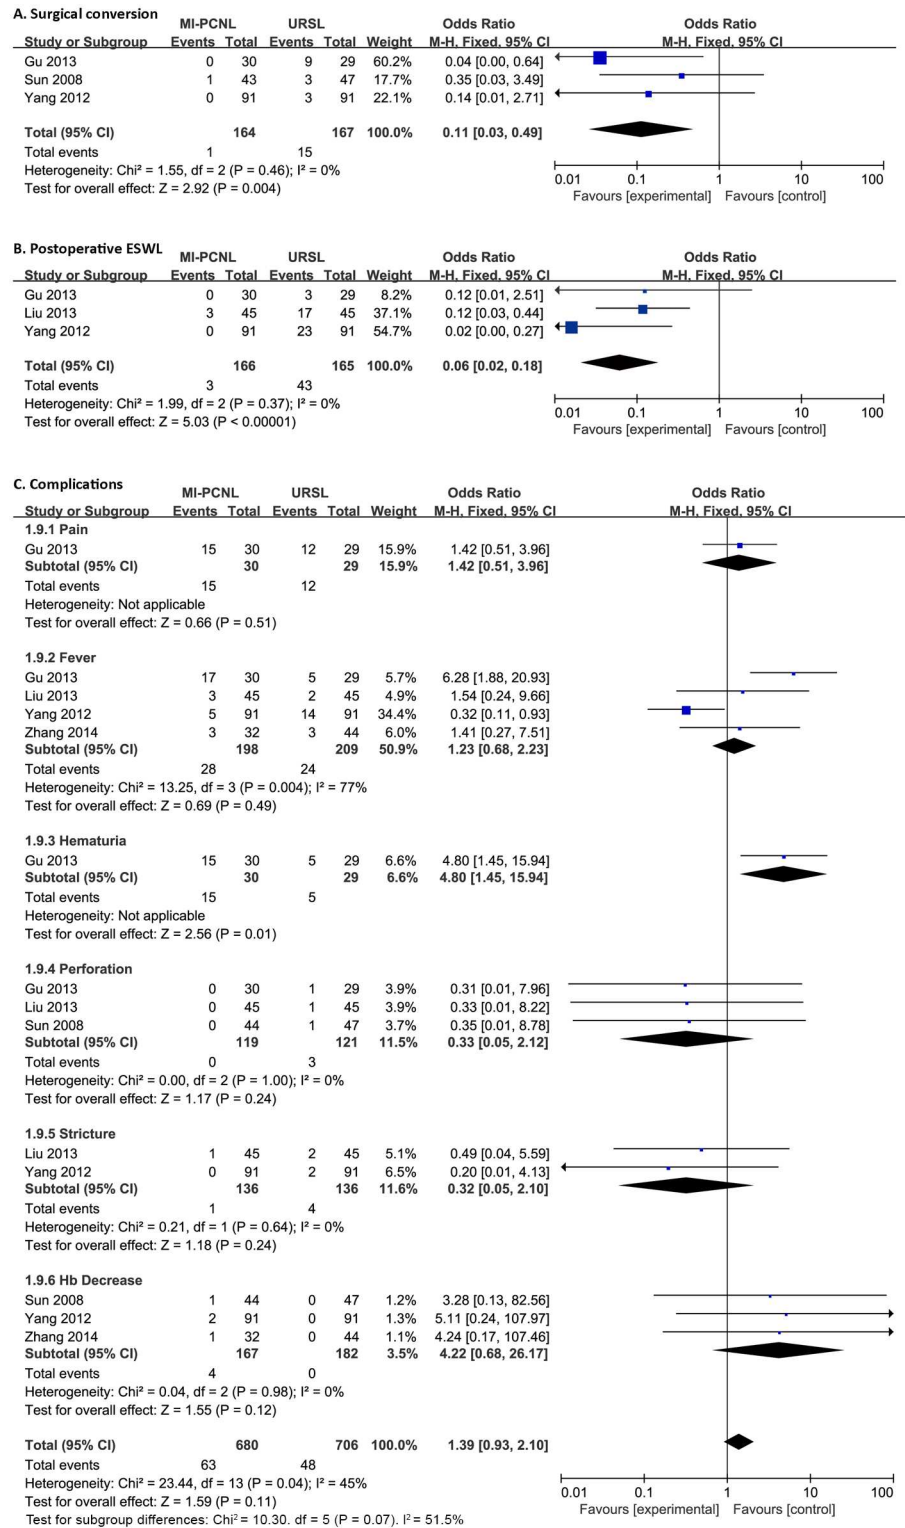 A. Surgical conversion
MI-PCNL URSL Odds Ratio Odds Ratio
Study or Subgroup Events Total Events Total Weight M-H, Fixed, 95% CI M-H, Fixed, 95% CI
Gu 2013 0 30 9 29 60.2% 0.04 [0.00, 0.64]
Sun 2008 1 43 3 47 17.7% 0.35 [0.03, 3.49]
Yang 2012 0 91 3 91 22.1% 0.14 [0.01, 2.71]
Total (95% CI) 164 167 100.0% 0.11 [0.03, 0.49]
Total events 1 15
Heterogeneity: Chi² = 1.55, df = 2 (P = 0.46); I² = 0%
Test for overall effect: Z = 2.92 (P = 0.004)
0.01 0.1 1 10 100
Favours [experimental] Favours [control]
B. Postoperative ESWL
MI-PCNL URSL Odds Ratio Odds Ratio
Study or Subgroup Events Total Events Total Weight M-H, Fixed, 95% CI M-H, Fixed, 95% CI
Gu 2013 0 30 3 29 8.2% 0.12 [0.01, 2.51]
Liu 2013 3 45 17 45 37.1% 0.12 [0.03, 0.44]
Yang 2012 0 91 23 91 54.7% 0.02 [0.00, 0.27]
Total (95% CI) 166 165 100.0% 0.06 [0.02, 0.18]
Total events 3 43
Heterogeneity: Chi² = 1.99, df = 2 (P = 0.37); I² = 0%
Test for overall effect: Z = 5.03 (P < 0.00001)
0.01 0.1 1 10 100
Favours [experimental] Favours [control]
C. Complications
MI-PCNL URSL Odds Ratio Odds Ratio
Study or Subgroup Events Total Events Total Weight M-H, Fixed, 95% CI M-H, Fixed, 95% CI
1.9.1 Pain
Gu 2013 15 30 12 29 15.9% 1.42 [0.51, 3.96]
Subtotal (95% CI) 30 29 15.9% 1.42 [0.51, 3.96]
Total events 15 12
Heterogeneity: Not applicable
Test for overall effect: Z = 0.66 (P = 0.51)
1.9.2 Fever
Gu 2013 17 30 5 29 5.7% 6.28 [1.88, 20.93]
Liu 2013 3 45 2 45 4.9% 1.54 [0.24, 9.66]
Yang 2012 5 91 14 91 34.4% 0.32 [0.11, 0.93]
Zhang 2014 3 32 3 44 6.0% 1.41 [0.27, 7.51]
Subtotal (95% CI) 198 209 50.9% 1.23 [0.68, 2.23]
Total events 28 24
Heterogeneity: Chi² = 13.25, df = 3 (P = 0.004); I² = 77%
Test for overall effect: Z = 0.69 (P = 0.49)
1.9.3 Hematuria
Gu 2013 15 30 5 29 6.6% 4.80 [1.45, 15.94]
Subtotal (95% CI) 30 29 6.6% 4.80 [1.45, 15.94]
Total events 15 5
Heterogeneity: Not applicable
Test for overall effect: Z = 2.56 (P = 0.01)
1.9.4 Perforation
Gu 2013 0 30 1 29 3.9% 0.31 [0.01, 7.96]
Liu 2013 0 45 1 45 3.9% 0.33 [0.01, 8.22]
Sun 2008 0 44 1 47 3.7% 0.35 [0.01, 8.78]
Subtotal (95% CI) 119 121 11.5% 0.33 [0.05, 2.12]
Total events 0 3
Heterogeneity: Chi² = 0.00, df = 2 (P = 1.00); I² = 0%
Test for overall effect: Z = 1.17 (P = 0.24)
1.9.5 Stricture
Liu 2013 1 45 2 45 5.1% 0.49 [0.04, 5.59]
Yang 2012 0 91 2 91 6.5% 0.20 [0.01, 4.13]
Subtotal (95% CI) 136 136 11.6% 0.32 [0.05, 2.10]
Total events 1 4
Heterogeneity: Chi² = 0.21, df = 1 (P = 0.64); I² = 0%
Test for overall effect: Z = 1.18 (P = 0.24)
1.9.6 Hb Decrease
Sun 2008 1 44 0 47 1.2% 3.28 [0.13, 82.56]
Yang 2012 2 91 0 91 1.3% 5.11 [0.24, 107.97]
Zhang 2014 1 32 0 44 1.1% 4.24 [0.17, 107.46]
Subtotal (95% CI) 167 182 3.5% 4.22 [0.68, 26.17]
Total events 4 0
Heterogeneity: Chi² = 0.04, df = 2 (P = 0.98); I² = 0%
Test for overall effect: Z = 1.55 (P = 0.12)
Total (95% CI) 680 706 100.0% 1.39 [0.93, 2.10]
Total events 63 48
Heterogeneity: Chi² = 23.44, df = 13 (P = 0.04); I² = 45%
Test for overall effect: Z = 1.59 (P = 0.11)
Test for subgroup differences: Chi² = 10.30. df = 5 (P = 0.07). I² = 51.5%
0.01 0.1 1 10 100
Favours [experimental] Favours [control]